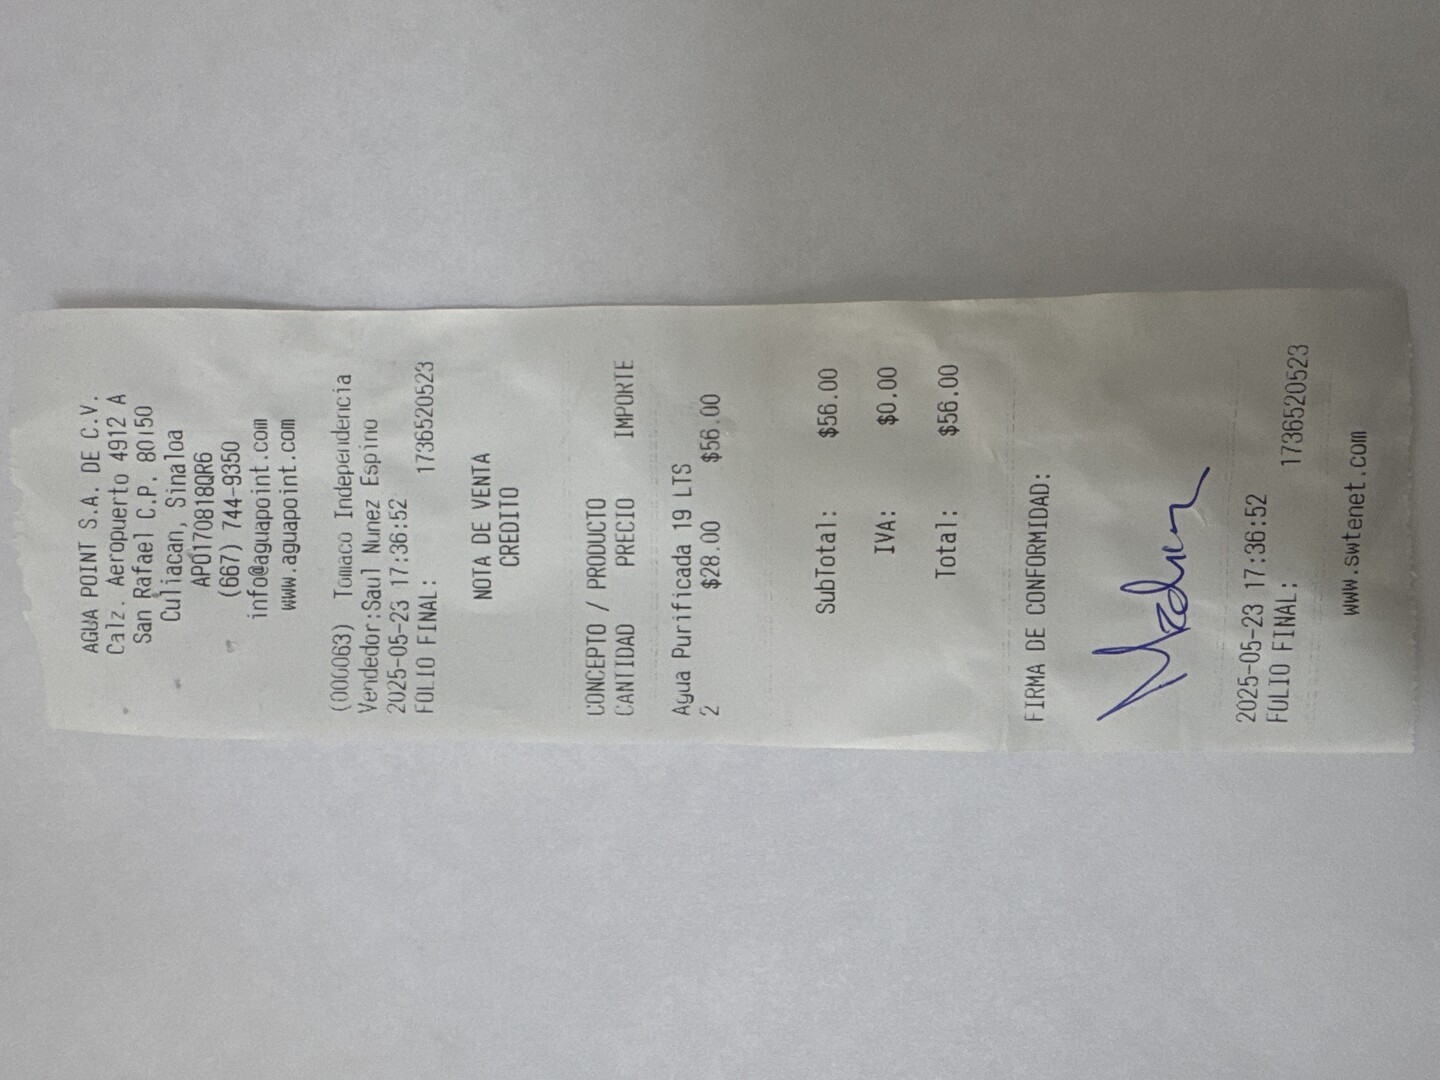 AGUA POINT S.A. DE C.V.
Calz. Aeropuerto 4912 A
San Rafael C.P. 80150
Culiacan, Sinaloa
APO170818QR6
(667) 744-9350
info@aguapoint.com
www.aguapoint.com
(000063) Tomaco Independencia
Vendedor:Saul Nunez Espino
2025-05-23 17:36:52
FOLIO FINAL: 1736520523
NOTA DE VENTA
CREDITO
CONCEPTO / PRODUCTO
CANTIDAD PRECIO IMPORTE
Agua Purificada 19 LTS
2 $28.00 $56.00
SubTotal: $56.00
IVA: $0.00
Total: $56.00
FIRMA DE CONFORMIDAD:
2025-05-23 17:36:52
FOLIO FINAL: 1736520523
www.swtenet.com